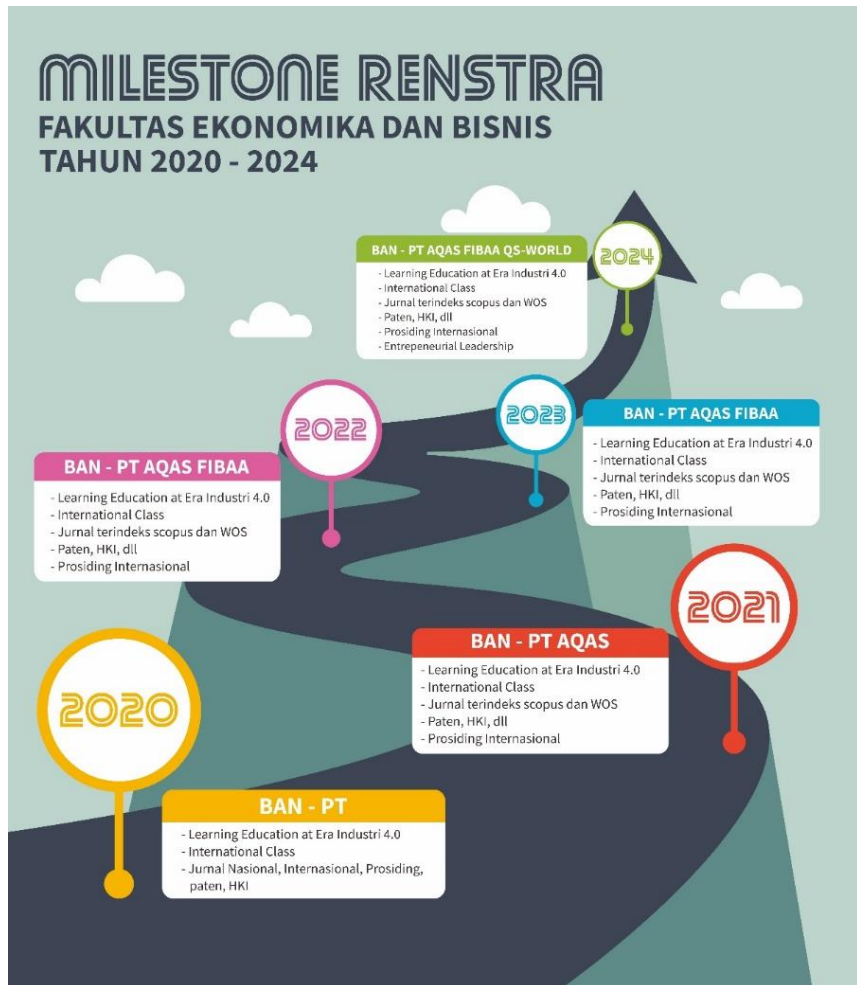 MILESTONE RENSTRA
FAKULTAS EKONOMIKA DAN BISNIS
TAHUN 2020 - 2024
BAN - PT AQAS FIBAA QS-WORLD
2024
- Learning Education at Era Industri 4.0
- International Class
- Jurnal terindeks scopus dan WOS
- Paten, HKI, dll
- Prosiding Internasional
- Entrepeneurial Leadership
2022
BAN - PT AQAS FIBAA
- Learning Education at Era Industri 4.0
- International Class
- Jurnal terindeks scopus dan WOS
- Paten, HKI, dll
- Prosiding Internasional
2023
BAN - PT AQAS FIBAA
- Learning Education at Era Industri 4.0
- International Class
- Jurnal terindeks scopus dan WOS
- Paten, HKI, dll
- Prosiding Internasional
2021
BAN - PT AQAS
- Learning Education at Era Industri 4.0
- International Class
- Jurnal terindeks scopus dan WOS
- Paten, HKI, dll
- Prosiding Internasional
2020
BAN - PT
- Learning Education at Era Industri 4.0
- International Class
- Jurnal Nasional, Internasional, Prosiding,
paten, HKI